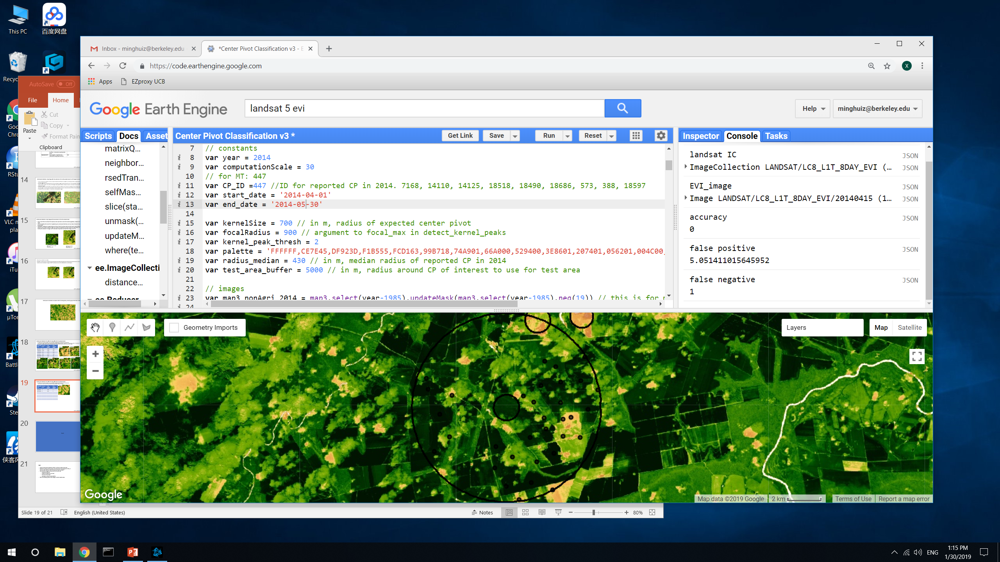 This PC
百度网盘
Inbox - minghuiz@berkeley.edu
*Center Pivot Classification v3 - E
https://code.earthengine.google.com
X
Apps
EZproxy UCB
AutoSave
Off
File
Home
Cut
Copy
Paste
Format Pain
Clipboard
Google Earth Engine
landsat 5 evi
Help
minghuiz@berkeley.edu
Scripts
Docs
Asset
Center Pivot Classification v3 *
Get Link
Save
Run
Reset
Inspector
Console
Tasks
matrixQ...
neighbor...
rsedTran...
selfMas...
slice(sta...
unmask(...
updateM...
where(te...
ee.ImageCollecti
distance...
ee.Reducer
7 // constants
8 var year = 2014
9 var computationScale = 30
10 // for MT: 447
11 var CP_ID =447 //ID for reported CP in 2014. 7168, 14110, 14125, 18518, 18490, 18686, 573, 388, 18597
12 var start_date = '2014-04-01'
13 var end_date = '2014-05-30'
14
15 var kernelSize = 700 // in m, radius of expected center pivot
16 var focalRadius = 900 // argument to focal_max in detect_kernel_peaks
17 var kernel_peak_thresh = 2
18 var palette = 'FFFFFF,CE7E45,DF923D,F1B555,FCD163,99B718,74A901,66A000,529400,3E8601,207401,056201,004C00,
19 var radius_median = 430 // in m, median radius of reported CP in 2014
20 var test_area_buffer = 5000 // in m, radius around CP of interest to use for test area
21
22 // images
23 var map3_nonAgri_2014 = map3.select(year-1985).updateMask(map3.select(year-1985).neq(19)) // this is for
24
landsat IC JSON
ImageCollection LANDSAT/LC8_L1T_8DAY_EVI (... JSON
EVI_image JSON
Image LANDSAT/LC8_L1T_8DAY_EVI/20140415 (1... JSON
accuracy JSON
0
false positive JSON
5.051411015645952
false negative JSON
1
Geometry Imports
Layers
Map
Satellite
+
−
Google
Map data ©2019 Google
2 km
Terms of Use
Report a map error
14
15
16
17
18
19
20
21
Slide 19 of 21
English (United States)
Notes
80%
ENG
1:15 PM
1/30/2019